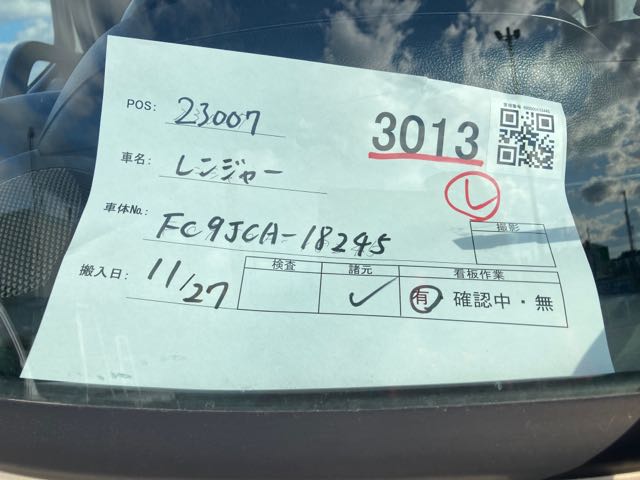 POS: 23007
3013
車名: レンジャー
L
車体No.: FC9JCA-18245
撮影
搬入日: 11/27
検査 諸元 看板作業
✓ 有・確認中・無